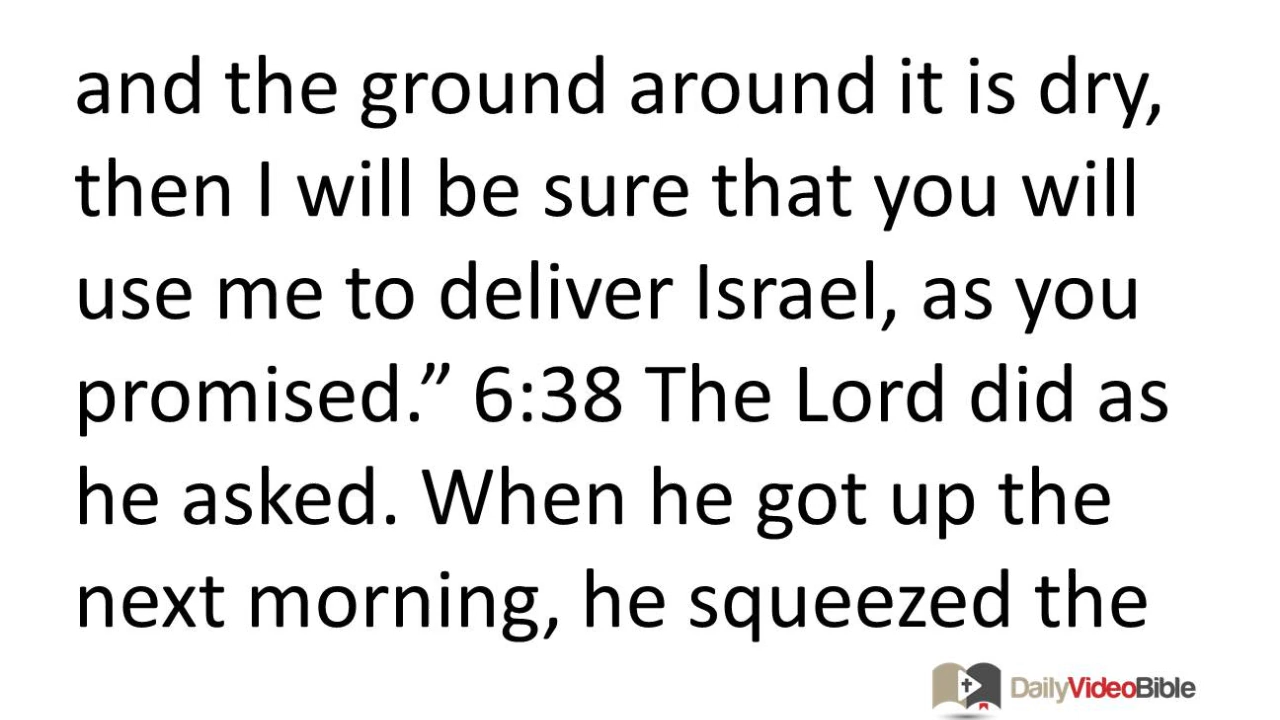 and the ground around it is dry,
then I will be sure that you will
use me to deliver Israel, as you
promised.” 6:38 The Lord did as
he asked. When he got up the
next morning, he squeezed the
DailyVideoBible